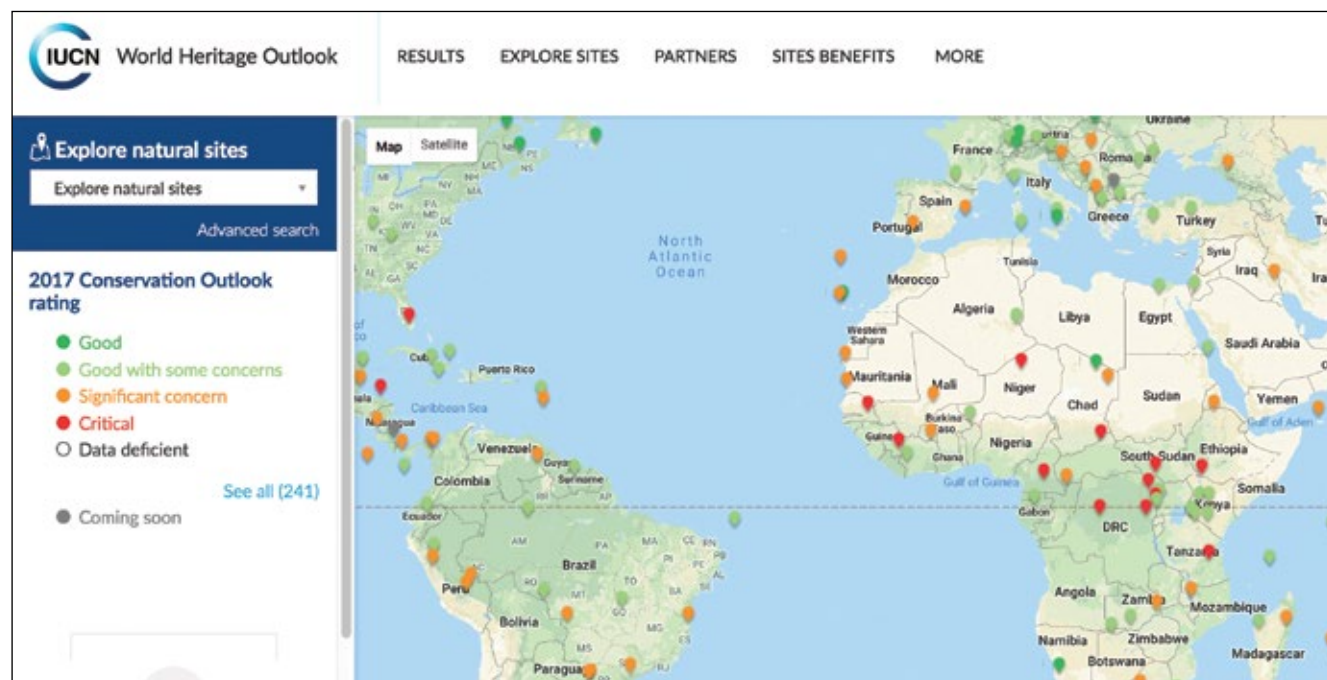 IUCN World Heritage Outlook
RESULTS EXPLORE SITES PARTNERS SITES BENEFITS MORE
Explore natural sites
Explore natural sites
Advanced search
2017 Conservation Outlook
rating
Good
Good with some concerns
Significant concern
Critical
Data deficient
See all (241)
Coming soon
Map Satellite
Ukraine
France
Italy
Spain
Portugal
Greece
Turkey
North
Atlantic
Ocean
Morocco
Tunisia
Syria
Iraq
Algeria
Libya
Egypt
Western
Sahara
Saudi Arabia
Puerto Rico
Mauritania
Mali
Niger
Chad
Sudan
Yemen
Caribbean Sea
Gulf of Aden
Nigeria
Ghana
Ethiopia
South Sudan
Venezuela
Suriname
Colombia
Gulf of Guinea
Somalia
Ecuador
Gabon
Kenya
DRC
Brazil
Tanzania
Peru
Angola
Mozambique
Bolivia
Namibia
Zimbabwe
Madagascar
Botswana